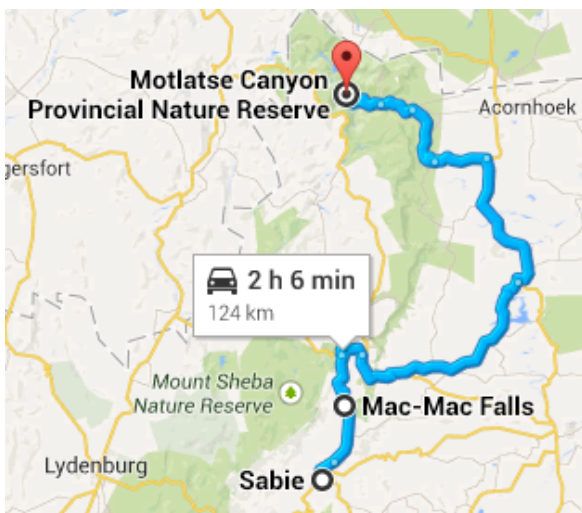 Motlatse Canyon
Provincial Nature Reserve
Acornhoek
gersfort
2 h 6 min
124 km
Mount Sheba
Nature Reserve
Mac-Mac Falls
Lydenburg
Sabie